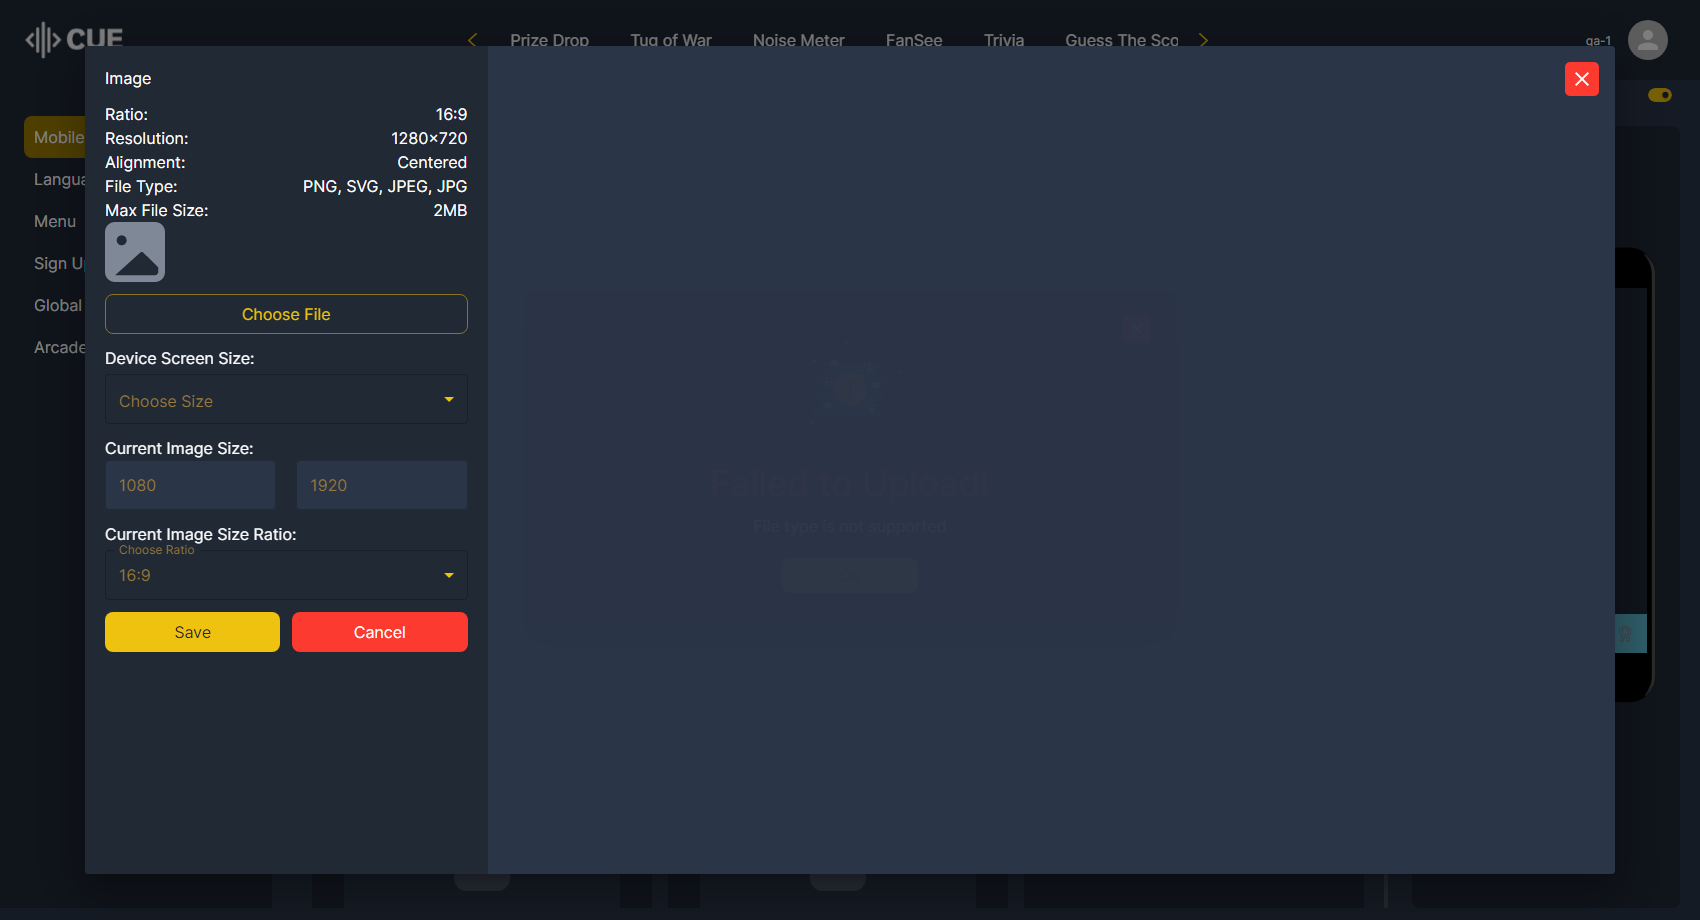 CUE
Prize Drop
Tug of War
Noise Meter
FanSee
Trivia
Guess The Sco
qa-1
Mobile
Langua
Menu
Sign Up
Global
Arcade
Image
Ratio: 16:9
Resolution: 1280x720
Alignment: Centered
File Type: PNG, SVG, JPEG, JPG
Max File Size: 2MB
Choose File
Device Screen Size:
Choose Size
Current Image Size:
1080 1920
Current Image Size Ratio:
Choose Ratio
16:9
Save Cancel
Failed to Upload!
File type is not supported